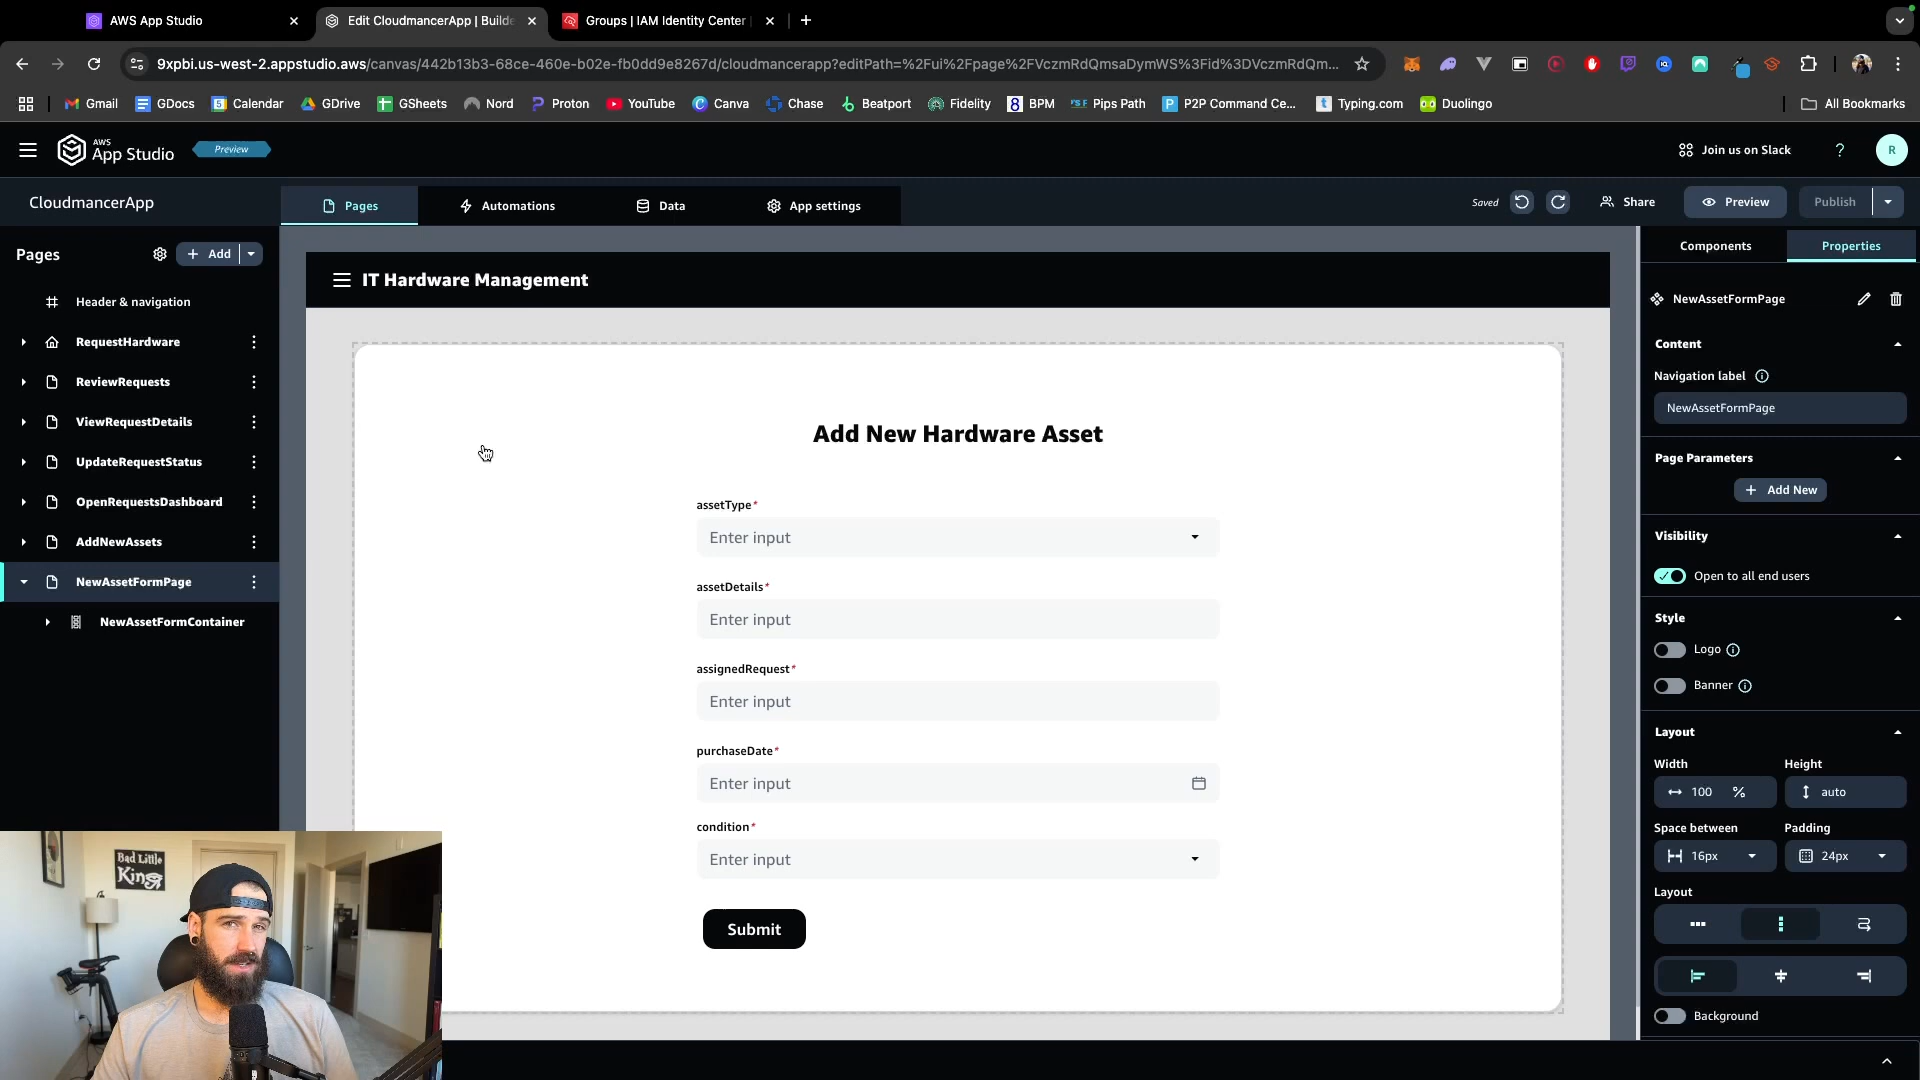 AWS App Studio
Edit CloudmancerApp | Builde
Groups | IAM Identity Center
9xpbi.us-west-2.appstudio.aws/canvas/442b13b3-68ce-460e-b02e-fb0dd9e8267d/cloudmancerapp?editPath=%2Fui%2Fpage%2FVczmRdQmsaDymWS%3Fid%3DVczmRdQm...
Gmail
GDocs
Calendar
GDrive
GSheets
Nord
Proton
YouTube
Canva
Chase
Beatport
Fidelity
BPM
Pips Path
P2P Command Ce...
Typing.com
Duolingo
All Bookmarks
AWS
App Studio
Preview
Join us on Slack
?
R
CloudmancerApp
Pages
Automations
Data
App settings
Saved
Share
Preview
Publish
Pages
+ Add
Header & navigation
RequestHardware
ReviewRequests
ViewRequestDetails
UpdateRequestStatus
OpenRequestsDashboard
AddNewAssets
NewAssetFormPage
NewAssetFormContainer
IT Hardware Management
Add New Hardware Asset
assetType*
Enter input
assetDetails*
Enter input
assignedRequest*
Enter input
purchaseDate*
Enter input
condition*
Enter input
Submit
Components
Properties
NewAssetFormPage
Content
Navigation label
NewAssetFormPage
Page Parameters
+ Add New
Visibility
Open to all end users
Style
Logo
Banner
Layout
Width
Height
100 %
auto
Space between
Padding
16px
24px
Layout
Background
Bad Little
King